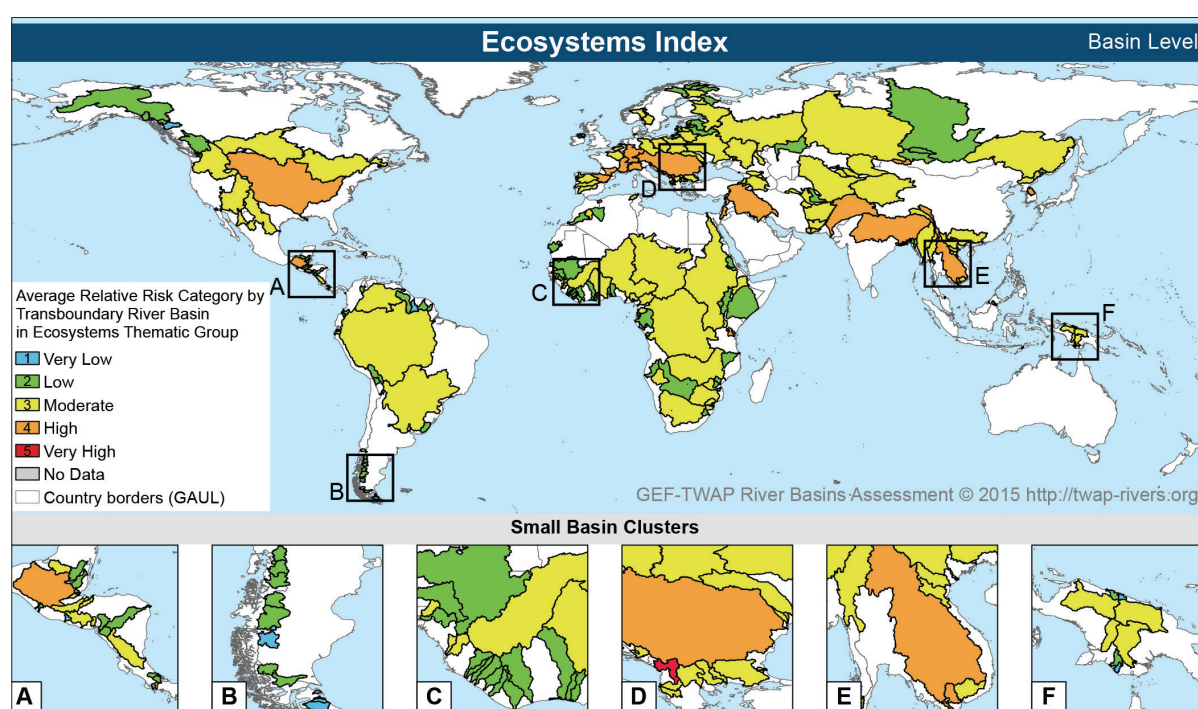 Ecosystems Index
Basin Level
A
B
C
D
E
F
Average Relative Risk Category by
Transboundary River Basin
in Ecosystems Thematic Group
1 Very Low
2 Low
3 Moderate
4 High
5 Very High
No Data
Country borders (GAUL)
GEF-TWAP River Basins Assessment © 2015 http://twap-rivers.org
Small Basin Clusters
A
B
C
D
E
F